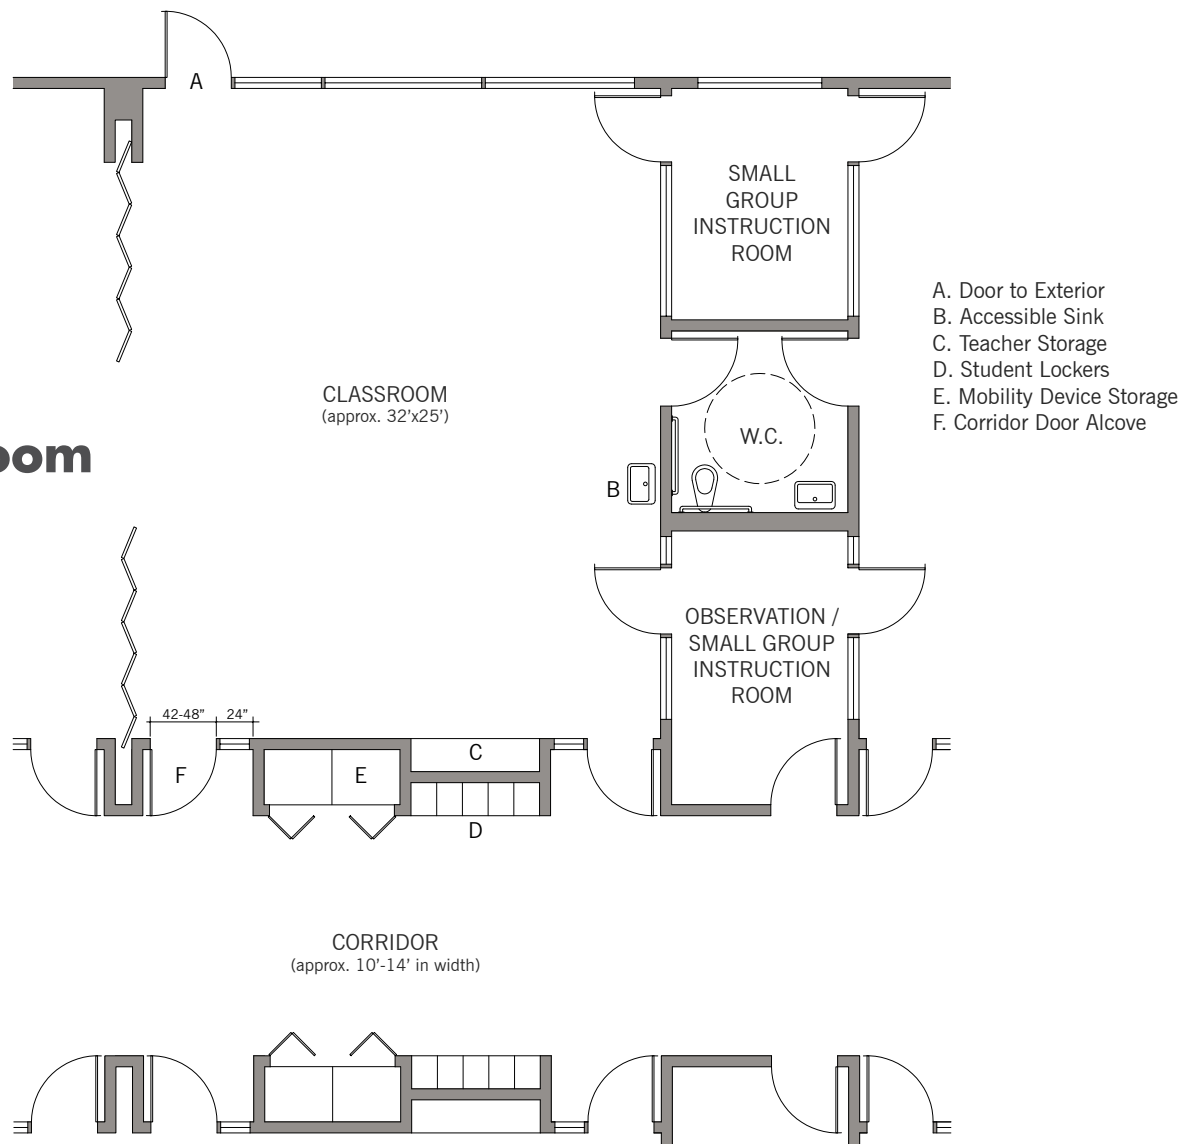 A
SMALL
GROUP
INSTRUCTION
ROOM
A. Door to Exterior
B. Accessible Sink
C. Teacher Storage
D. Student Lockers
E. Mobility Device Storage
F. Corridor Door Alcove
CLASSROOM
(approx. 32’x25’)
W.C.
oom
B
OBSERVATION /
SMALL GROUP
INSTRUCTION
ROOM
42-48” 24”
C
F
E
D
CORRIDOR
(approx. 10’-14’ in width)